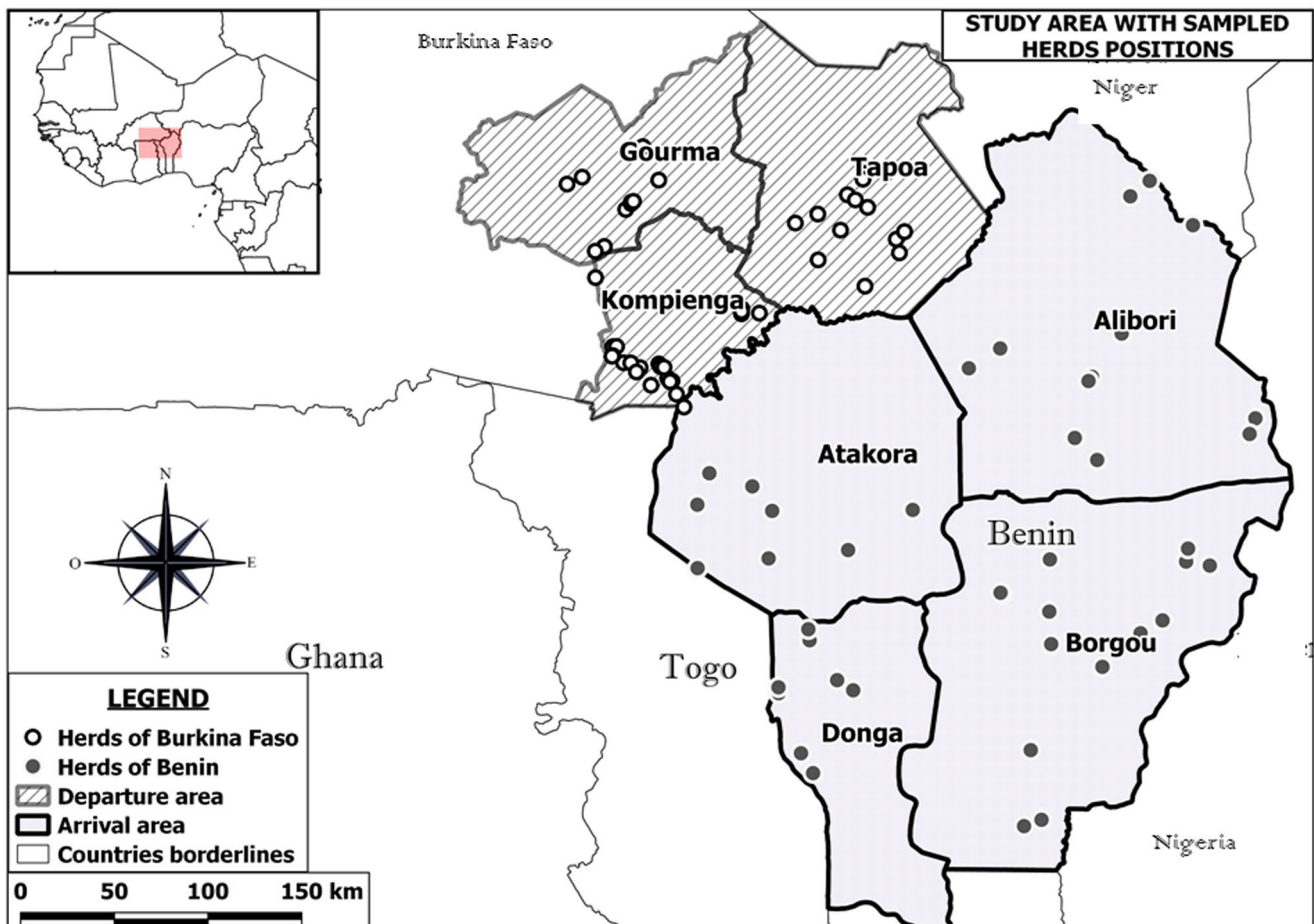 STUDY AREA WITH SAMPLED
HERDS POSITIONS
Burkina Faso
Niger
Gourma
Tapoa
Kompienga
Alibori
Atakora
Benin
Borgou
Donga
Togo
Ghana
Nigeria
N
O
E
S
LEGEND
Herds of Burkina Faso
Herds of Benin
Departure area
Arrival area
Countries borderlines
0 50 100 150 km